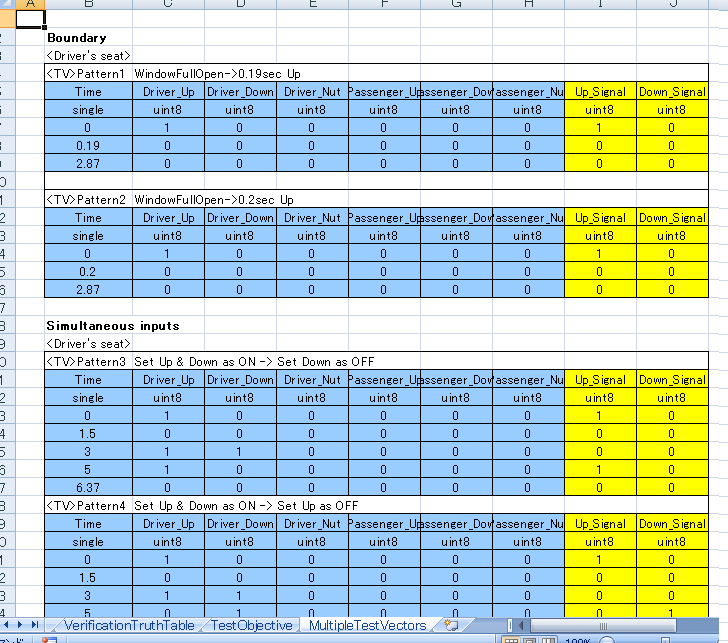 A B C D E F G H I J
Boundary
<Driver's seat>
<TV>Pattern1 WindowFullOpen->0.19sec Up
Time Driver_Up Driver_Down Driver_Nut Passenger_Up assenger_Dow assenger_Nu Up_Signal Down_Signal
single uint8 uint8 uint8 uint8 uint8 uint8 uint8 uint8
0 1 0 0 0 0 0 1 0
0.19 0 0 0 0 0 0 0 0
2.87 0 0 0 0 0 0 0 0
<TV>Pattern2 WindowFullOpen->0.2sec Up
Time Driver_Up Driver_Down Driver_Nut Passenger_Up assenger_Dow assenger_Nu Up_Signal Down_Signal
single uint8 uint8 uint8 uint8 uint8 uint8 uint8 uint8
0 1 0 0 0 0 0 1 0
0.2 0 0 0 0 0 0 0 0
2.87 0 0 0 0 0 0 0 0
Simultaneous inputs
<Driver's seat>
<TV>Pattern3 Set Up & Down as ON -> Set Down as OFF
Time Driver_Up Driver_Down Driver_Nut Passenger_Up assenger_Dow assenger_Nu Up_Signal Down_Signal
single uint8 uint8 uint8 uint8 uint8 uint8 uint8 uint8
0 1 0 0 0 0 0 1 0
1.5 0 0 0 0 0 0 0 0
3 1 1 0 0 0 0 0 0
5 1 0 0 0 0 0 1 0
6.37 0 0 0 0 0 0 0 0
<TV>Pattern4 Set Up & Down as ON -> Set Up as OFF
Time Driver_Up Driver_Down Driver_Nut Passenger_Up assenger_Dow assenger_Nu Up_Signal Down_Signal
single uint8 uint8 uint8 uint8 uint8 uint8 uint8 uint8
0 1 0 0 0 0 0 1 0
1.5 0 0 0 0 0 0 0 0
3 1 1 0 0 0 0 0 0
5 0 1 0 0 0 0 0 1
VerificationTruthTable TestObjective MultipleTestVectors
100%